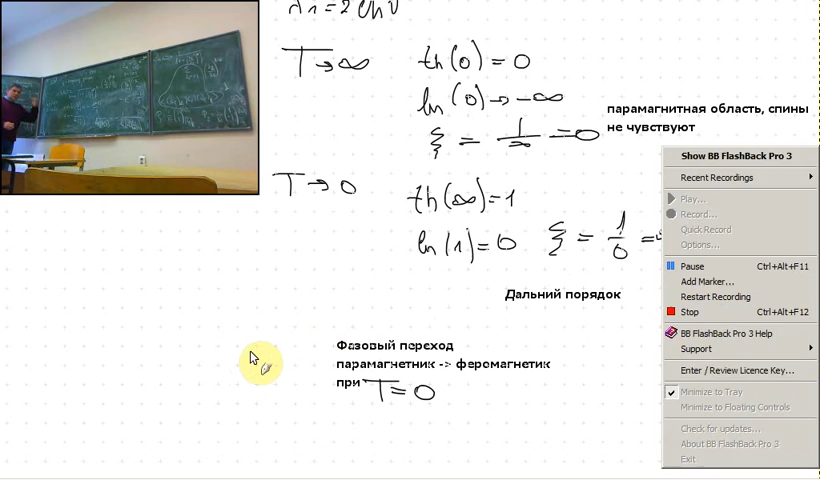 λ1 = 2 ch ν
T → ∞
th(0) = 0
ln(0) → -∞
парамагнитная область, спины
не чувствуют
ξ = 1/∞ = 0
T → 0
th(∞) = 1
ln(1) = 0 ξ = 1/0 =
Дальний порядок
Фазовый переход
парамагнетник -> феромагнетик
при T = 0
Show BB FlashBack Pro 3
Recent Recordings
Play...
Record...
Quick Record
Options...
Pause Ctrl+Alt+F11
Add Marker...
Restart Recording
Stop Ctrl+Alt+F12
BB FlashBack Pro 3 Help
Support
Enter / Review Licence Key...
Minimize to Tray
Minimize to Floating Controls
Check for updates...
About BB FlashBack Pro 3
Exit